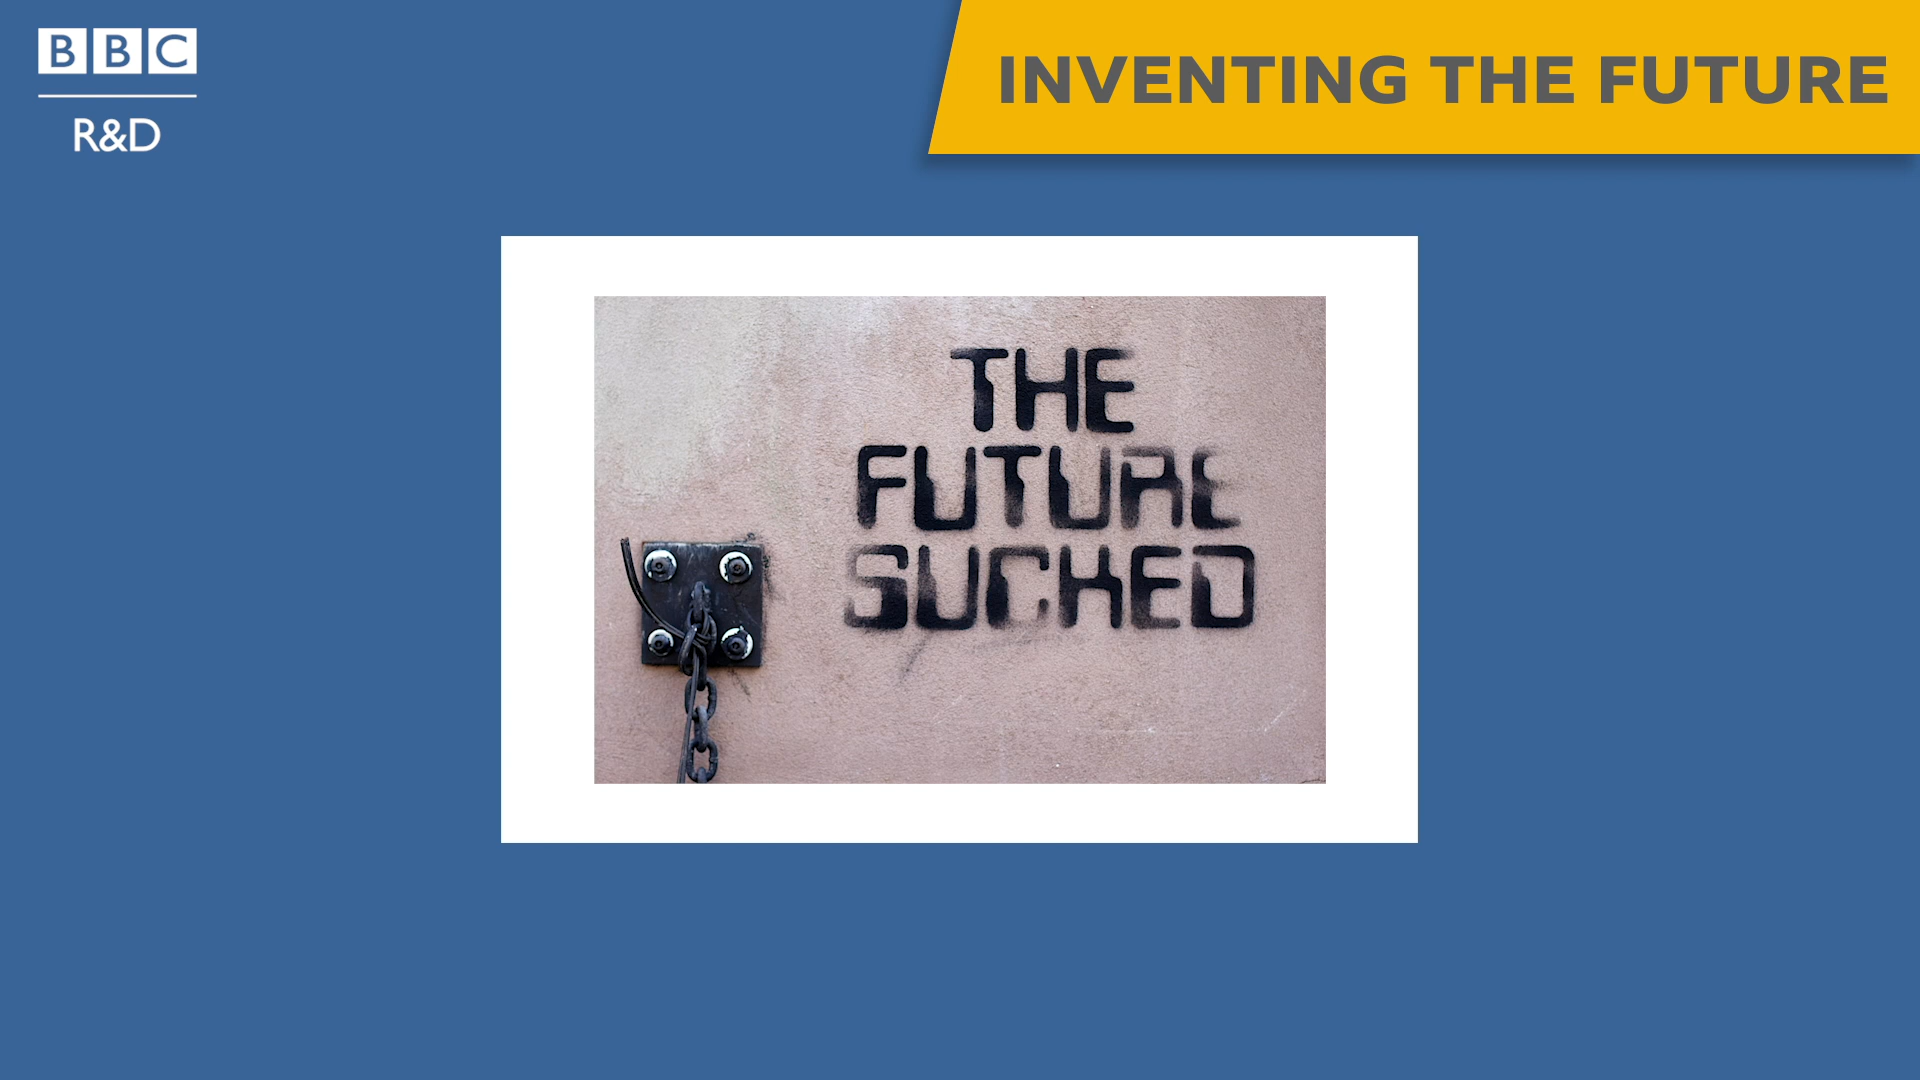 BBC
R&D
INVENTING THE FUTURE
THE
FUTURE
SUCKED